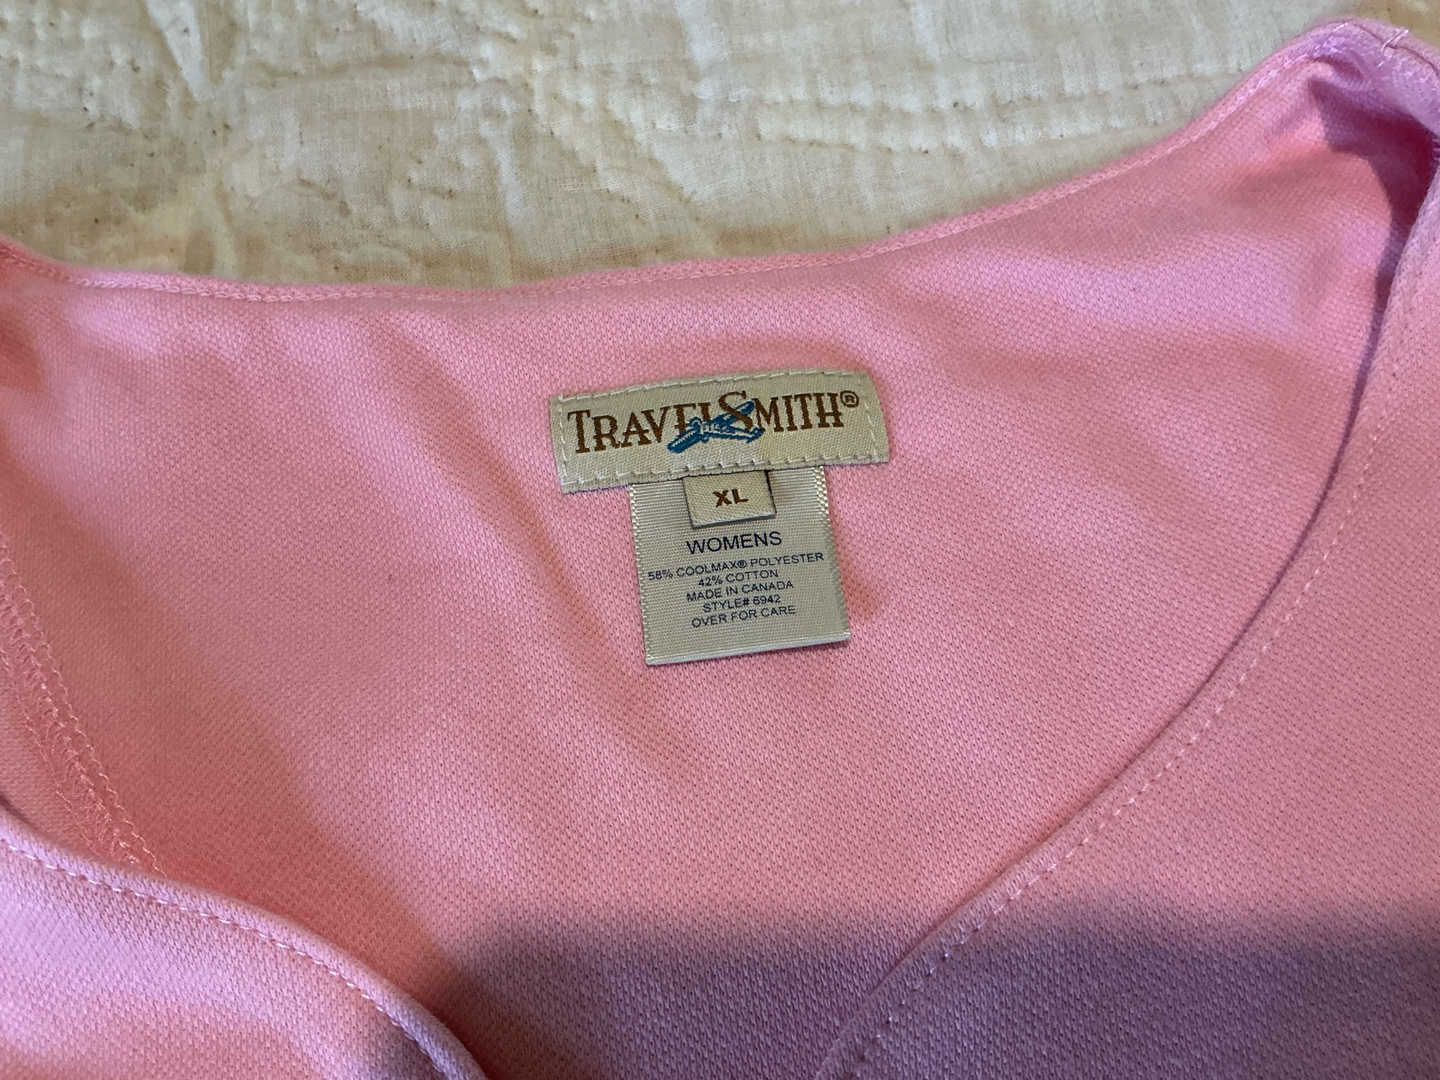 TRAVELSMITH®
XL
WOMENS
58% COOLMAX® POLYESTER
42% COTTON
MADE IN CANADA
STYLE# 6942
OVER FOR CARE